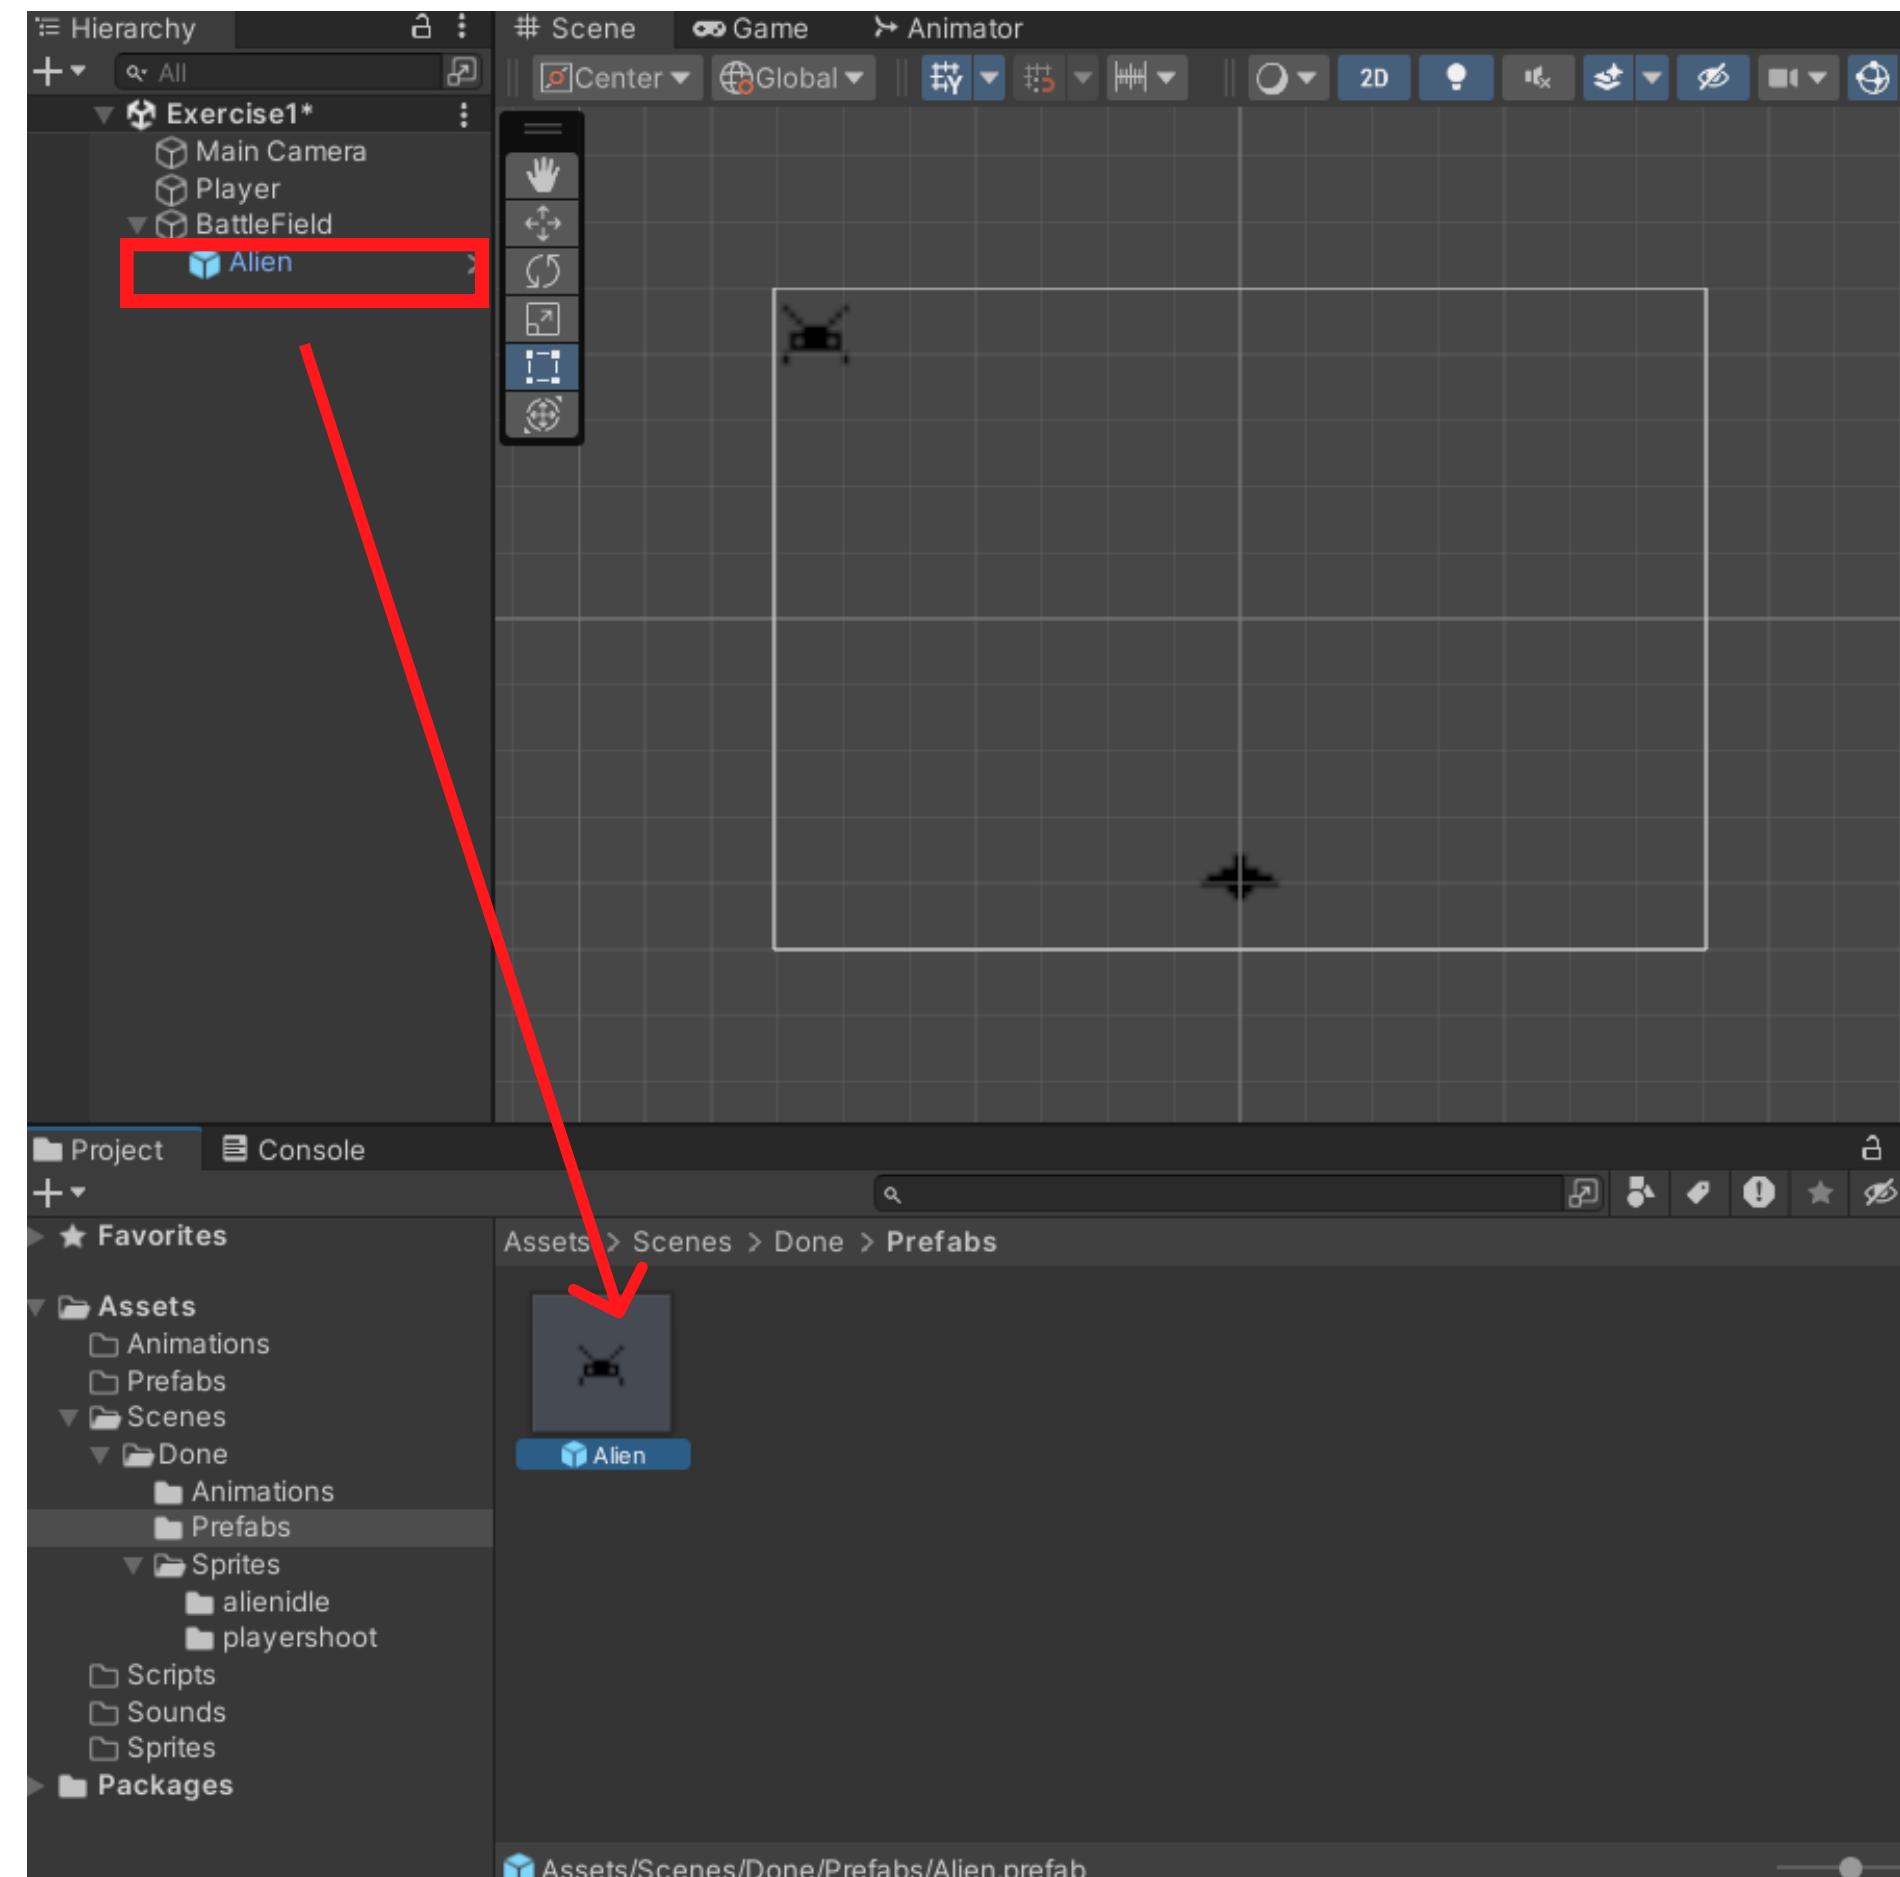 Hierarchy
All
Exercise1*
Main Camera
Player
BattleField
Alien
Scene Game Animator
Center Global 2D
Project Console
Favorites
Assets
Animations
Prefabs
Scenes
Done
Animations
Prefabs
Sprites
alienidle
playershoot
Scripts
Sounds
Sprites
Packages
Assets > Scenes > Done > Prefabs
Alien
Assets/Scenes/Done/Prefabs/Alien.prefab